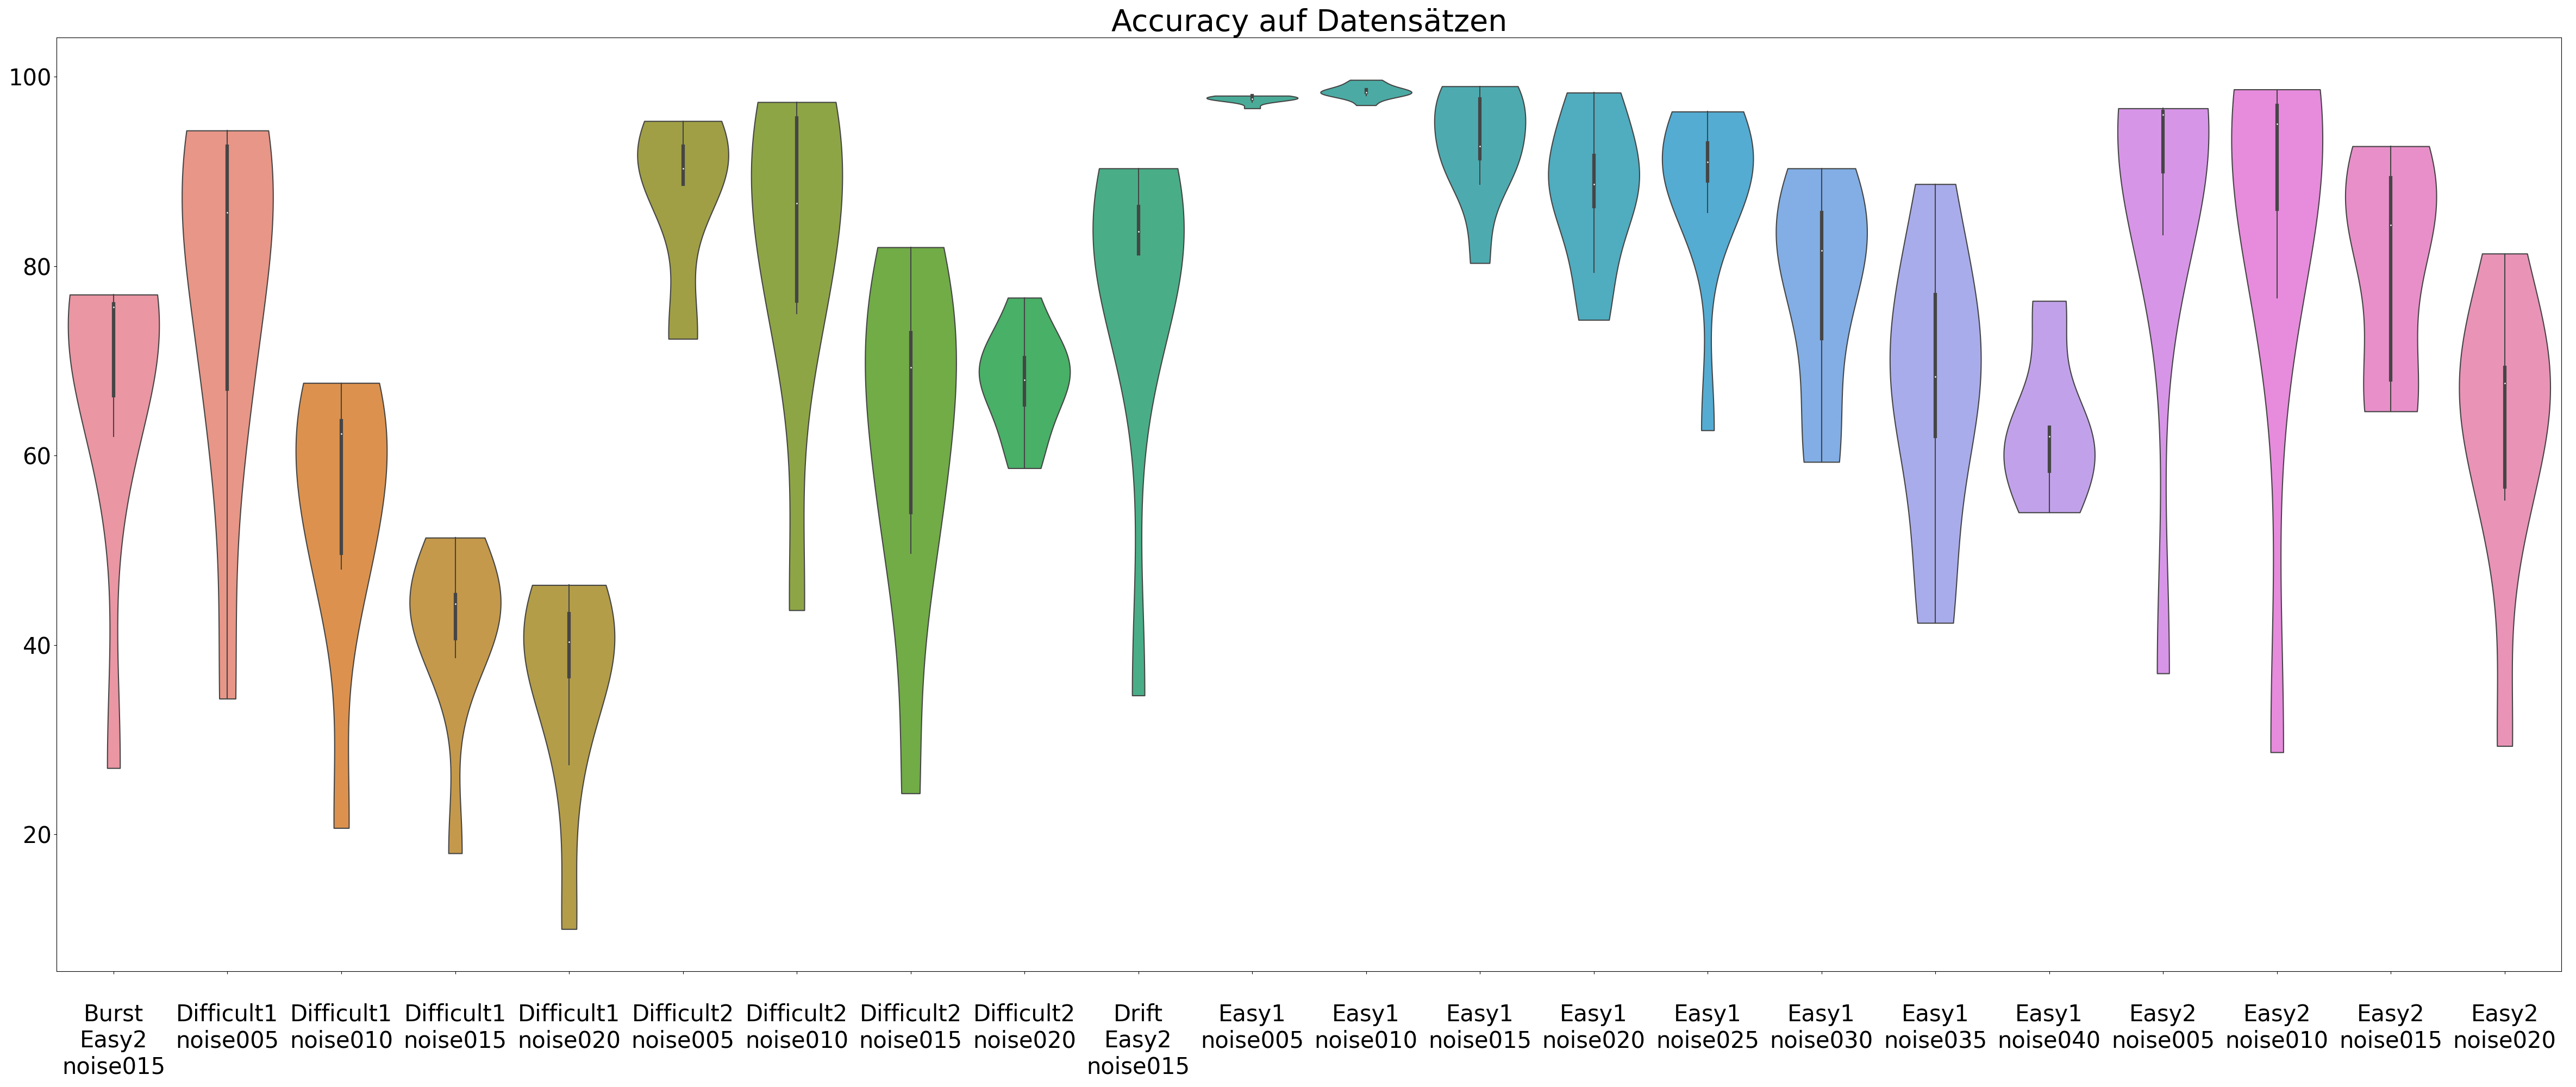 Accuracy auf Datensätzen
100
80
60
40
20
Burst
Easy2
noise015
Difficult1
noise005
Difficult1
noise010
Difficult1
noise015
Difficult1
noise020
Difficult2
noise005
Difficult2
noise010
Difficult2
noise015
Difficult2
noise020
Drift
Easy2
noise015
Easy1
noise005
Easy1
noise010
Easy1
noise015
Easy1
noise020
Easy1
noise025
Easy1
noise030
Easy1
noise035
Easy1
noise040
Easy2
noise005
Easy2
noise010
Easy2
noise015
Easy2
noise020